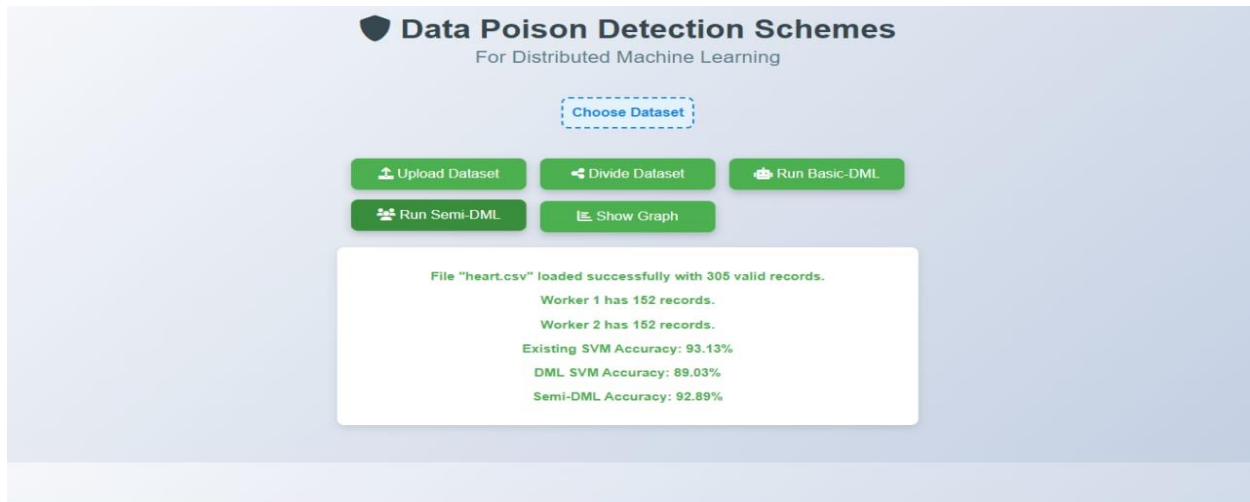 Data Poison Detection Schemes
For Distributed Machine Learning
Choose Dataset
Upload Dataset
Divide Dataset
Run Basic-DML
Run Semi-DML
Show Graph
File "heart.csv" loaded successfully with 305 valid records.
Worker 1 has 152 records.
Worker 2 has 152 records.
Existing SVM Accuracy: 93.13%
DML SVM Accuracy: 89.03%
Semi-DML Accuracy: 92.89%